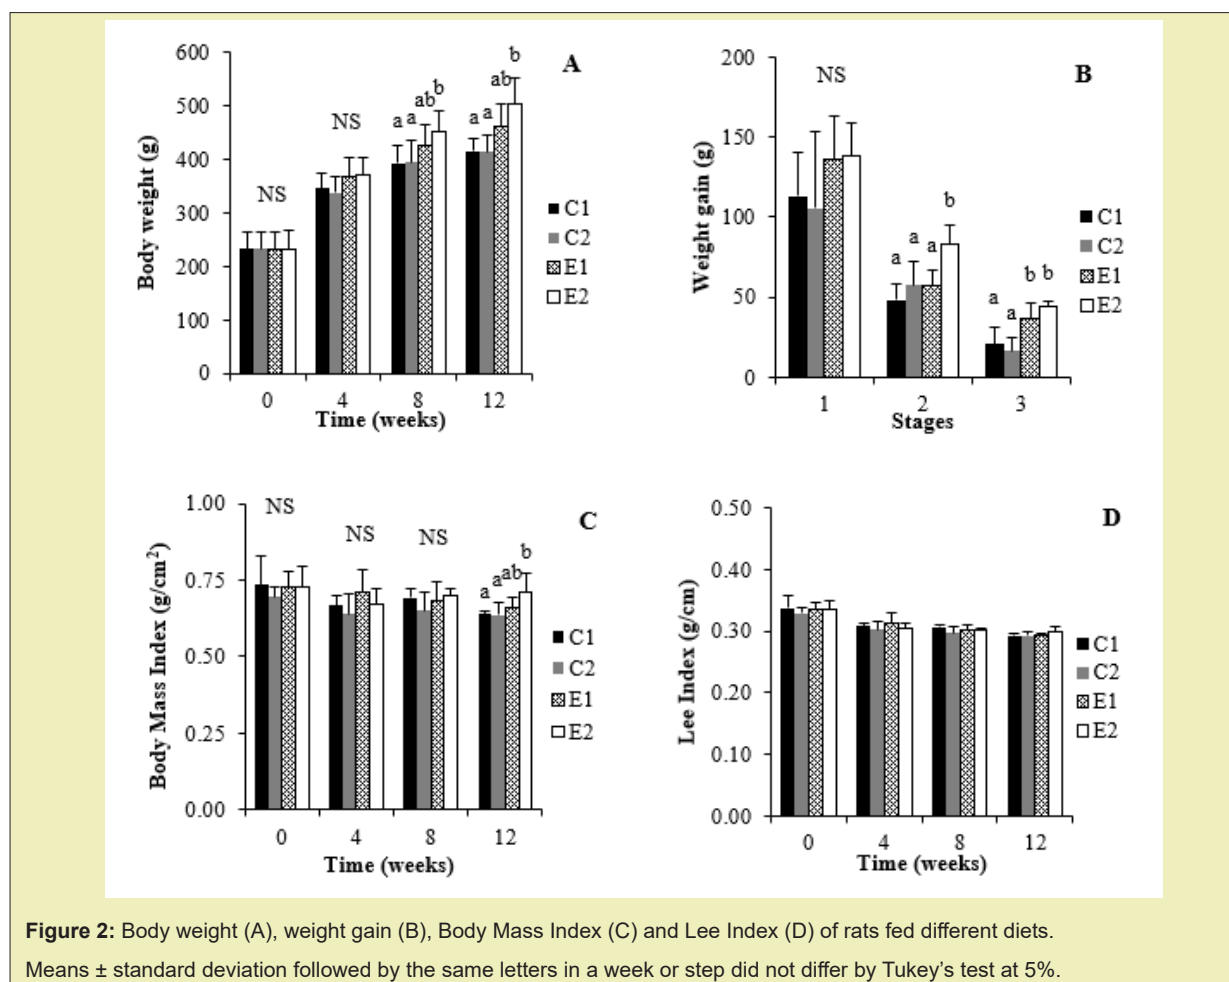 600
500
400
300
200
100
0
Body weight (g)
A
NS
NS
a a ab b
a a ab b
0 4 8 12
Time (weeks)
C1
C2
E1
E2
200
150
100
50
0
Weight gain (g)
B
NS
a a a b
a a b b
1 2 3
Stages
C1
C2
E1
E2
1.00
0.75
0.50
0.25
0.00
Body Mass Index (g/cm²)
C
NS
NS
NS
a a ab b
0 4 8 12
Time (weeks)
C1
C2
E1
E2
0.50
0.40
0.30
0.20
0.10
0.00
Lee Index (g/cm)
D
0 4 8 12
Time (weeks)
C1
C2
E1
E2
Figure 2: Body weight (A), weight gain (B), Body Mass Index (C) and Lee Index (D) of rats fed different diets.
Means ± standard deviation followed by the same letters in a week or step did not differ by Tukey’s test at 5%.